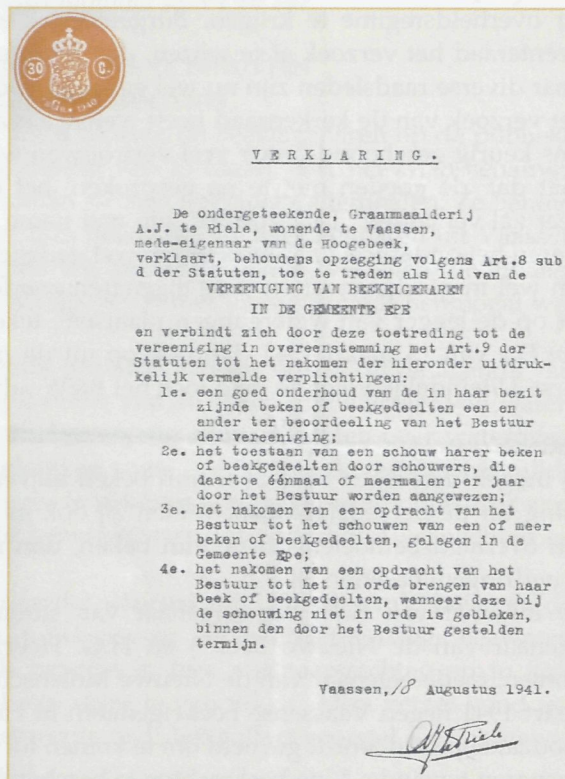 30 C.
1940
VERKLARING.
De ondergeteekende, Graanmaalderij
A.J. te Riele, wonende te Vaassen,
mede-eigenaar van de Hoogebeek,
verklaart, behoudens opzegging volgens Art.8 sub
d der Statuten, toe te treden als lid van de
VEREENIGING VAN BEEKEIGENAREN
IN DE GEMEENTE EPE
en verbindt zich door deze toetreding tot de
vereeniging in overeenstemming met Art.9 der
Statuten tot het nakomen der hieronder uitdruk-
kelijk vermelde verplichtingen:
1e. een goed onderhoud van de in haar bezit
zijnde beken of beekgedeelten een en
ander ter beoordeeling van het Bestuur
der vereeniging;
2e. het toestaan van een schouw harer beken
of beekgedeelten door schouwers, die
daartoe éénmaal of meermalen per jaar
door het Bestuur worden aangewezen;
3e. het nakomen van een opdracht van het
Bestuur tot het schouwen van een of meer
beken of beekgedeelten, gelegen in de
Gemeente Epe;
4e. het nakomen van een opdracht van het
Bestuur tot het in orde brengen van haar
beek of beekgedeelten, wanneer deze bij
de schouwing niet in orde is gebleken,
binnen den door het Bestuur gestelden
termijn.
Vaassen, 18 Augustus 1941.
AJteRiele